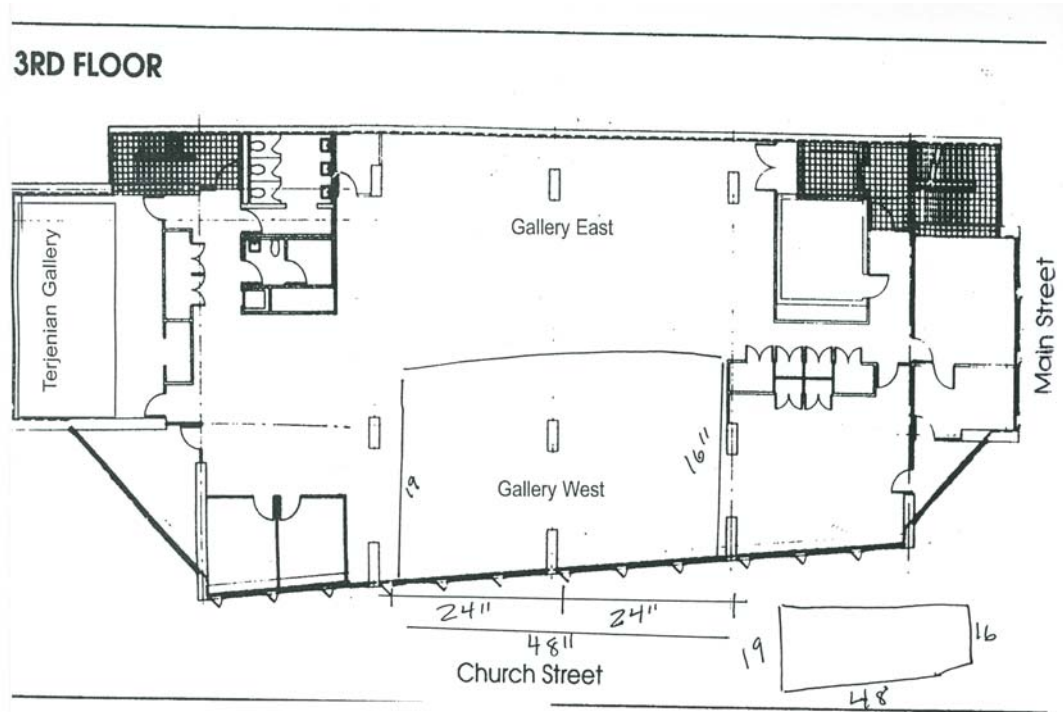 3RD FLOOR
Gallery East
Terjenian Gallery
Main Street
16"
19
Gallery West
24"
24"
48"
Church Street
19
16
48